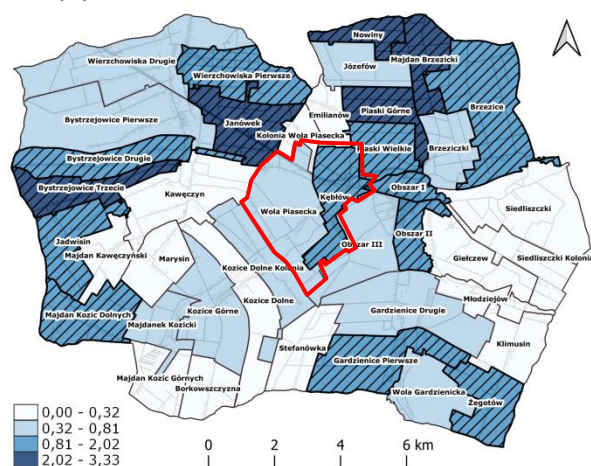 Nowiny
Wierzchowiska Drugie
Majdan Brzezicki
Józefów
Wierzchowiska Pierwsze
Brzezice
Janówek
Piaski Górne
Emilianów
Bystrzejowice Pierwsze
Kolonia Wola Piasecka
Piaski Wielkie
Brzeziczki
Bystrzejowice Drugie
Bystrzejowice Trzecie
Kawęczyn
Obszar I
Kębłów
Siedliszczki
Wola Piasecka
Jadwisin
Obszar II
Obszar III
Majdan Kawęczyński
Marysin
Giełczew
Siedliszczki Kolonia
Kozice Dolne Kolonia
Młodziejów
Kozice Dolne
Kozice Górne
Gardzienice Drugie
Majdan Kozic Dolnych
Majdanek Kozicki
Klimusin
Stefanówka
Gardzienice Pierwsze
Majdan Kozic Górnych
Borkowszczyzna
Wola Gardzienicka
Żegotów
0,00 - 0,32
0,32 - 0,81
0,81 - 2,02
2,02 - 3,33
0 2 4 6 km